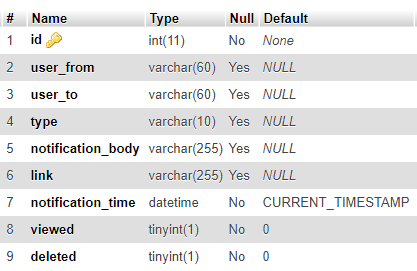 # Name Type Null Default
1 id int(11) No None
2 user_from varchar(60) Yes NULL
3 user_to varchar(60) Yes NULL
4 type varchar(10) Yes NULL
5 notification_body varchar(255) Yes NULL
6 link varchar(255) Yes NULL
7 notification_time datetime No CURRENT_TIMESTAMP
8 viewed tinyint(1) No 0
9 deleted tinyint(1) No 0